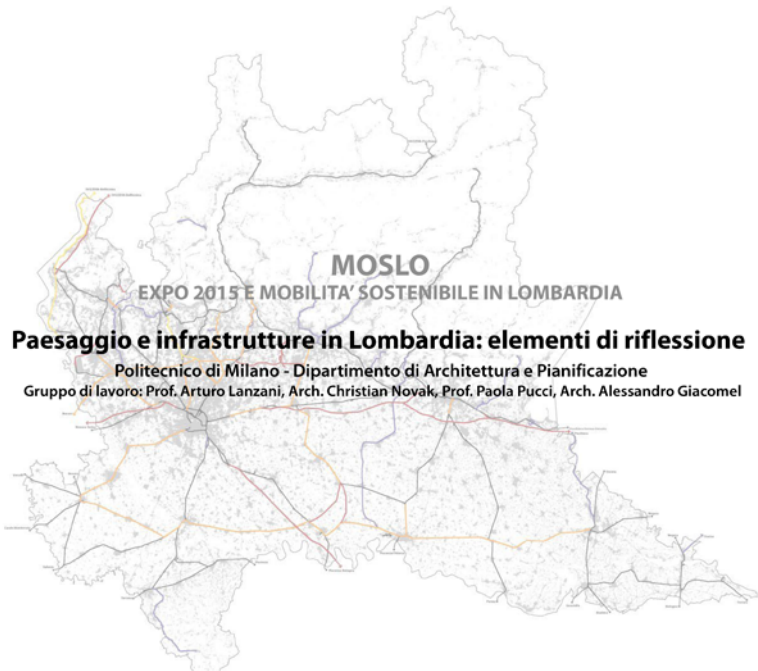 MOSLO
EXPO 2015 E MOBILITA' SOSTENIBILE IN LOMBARDIA
Paesaggio e infrastrutture in Lombardia: elementi di riflessione
Politecnico di Milano - Dipartimento di Architettura e Pianificazione
Gruppo di lavoro: Prof. Arturo Lanzani, Arch. Christian Novak, Prof. Paola Pucci, Arch. Alessandro Giacomel